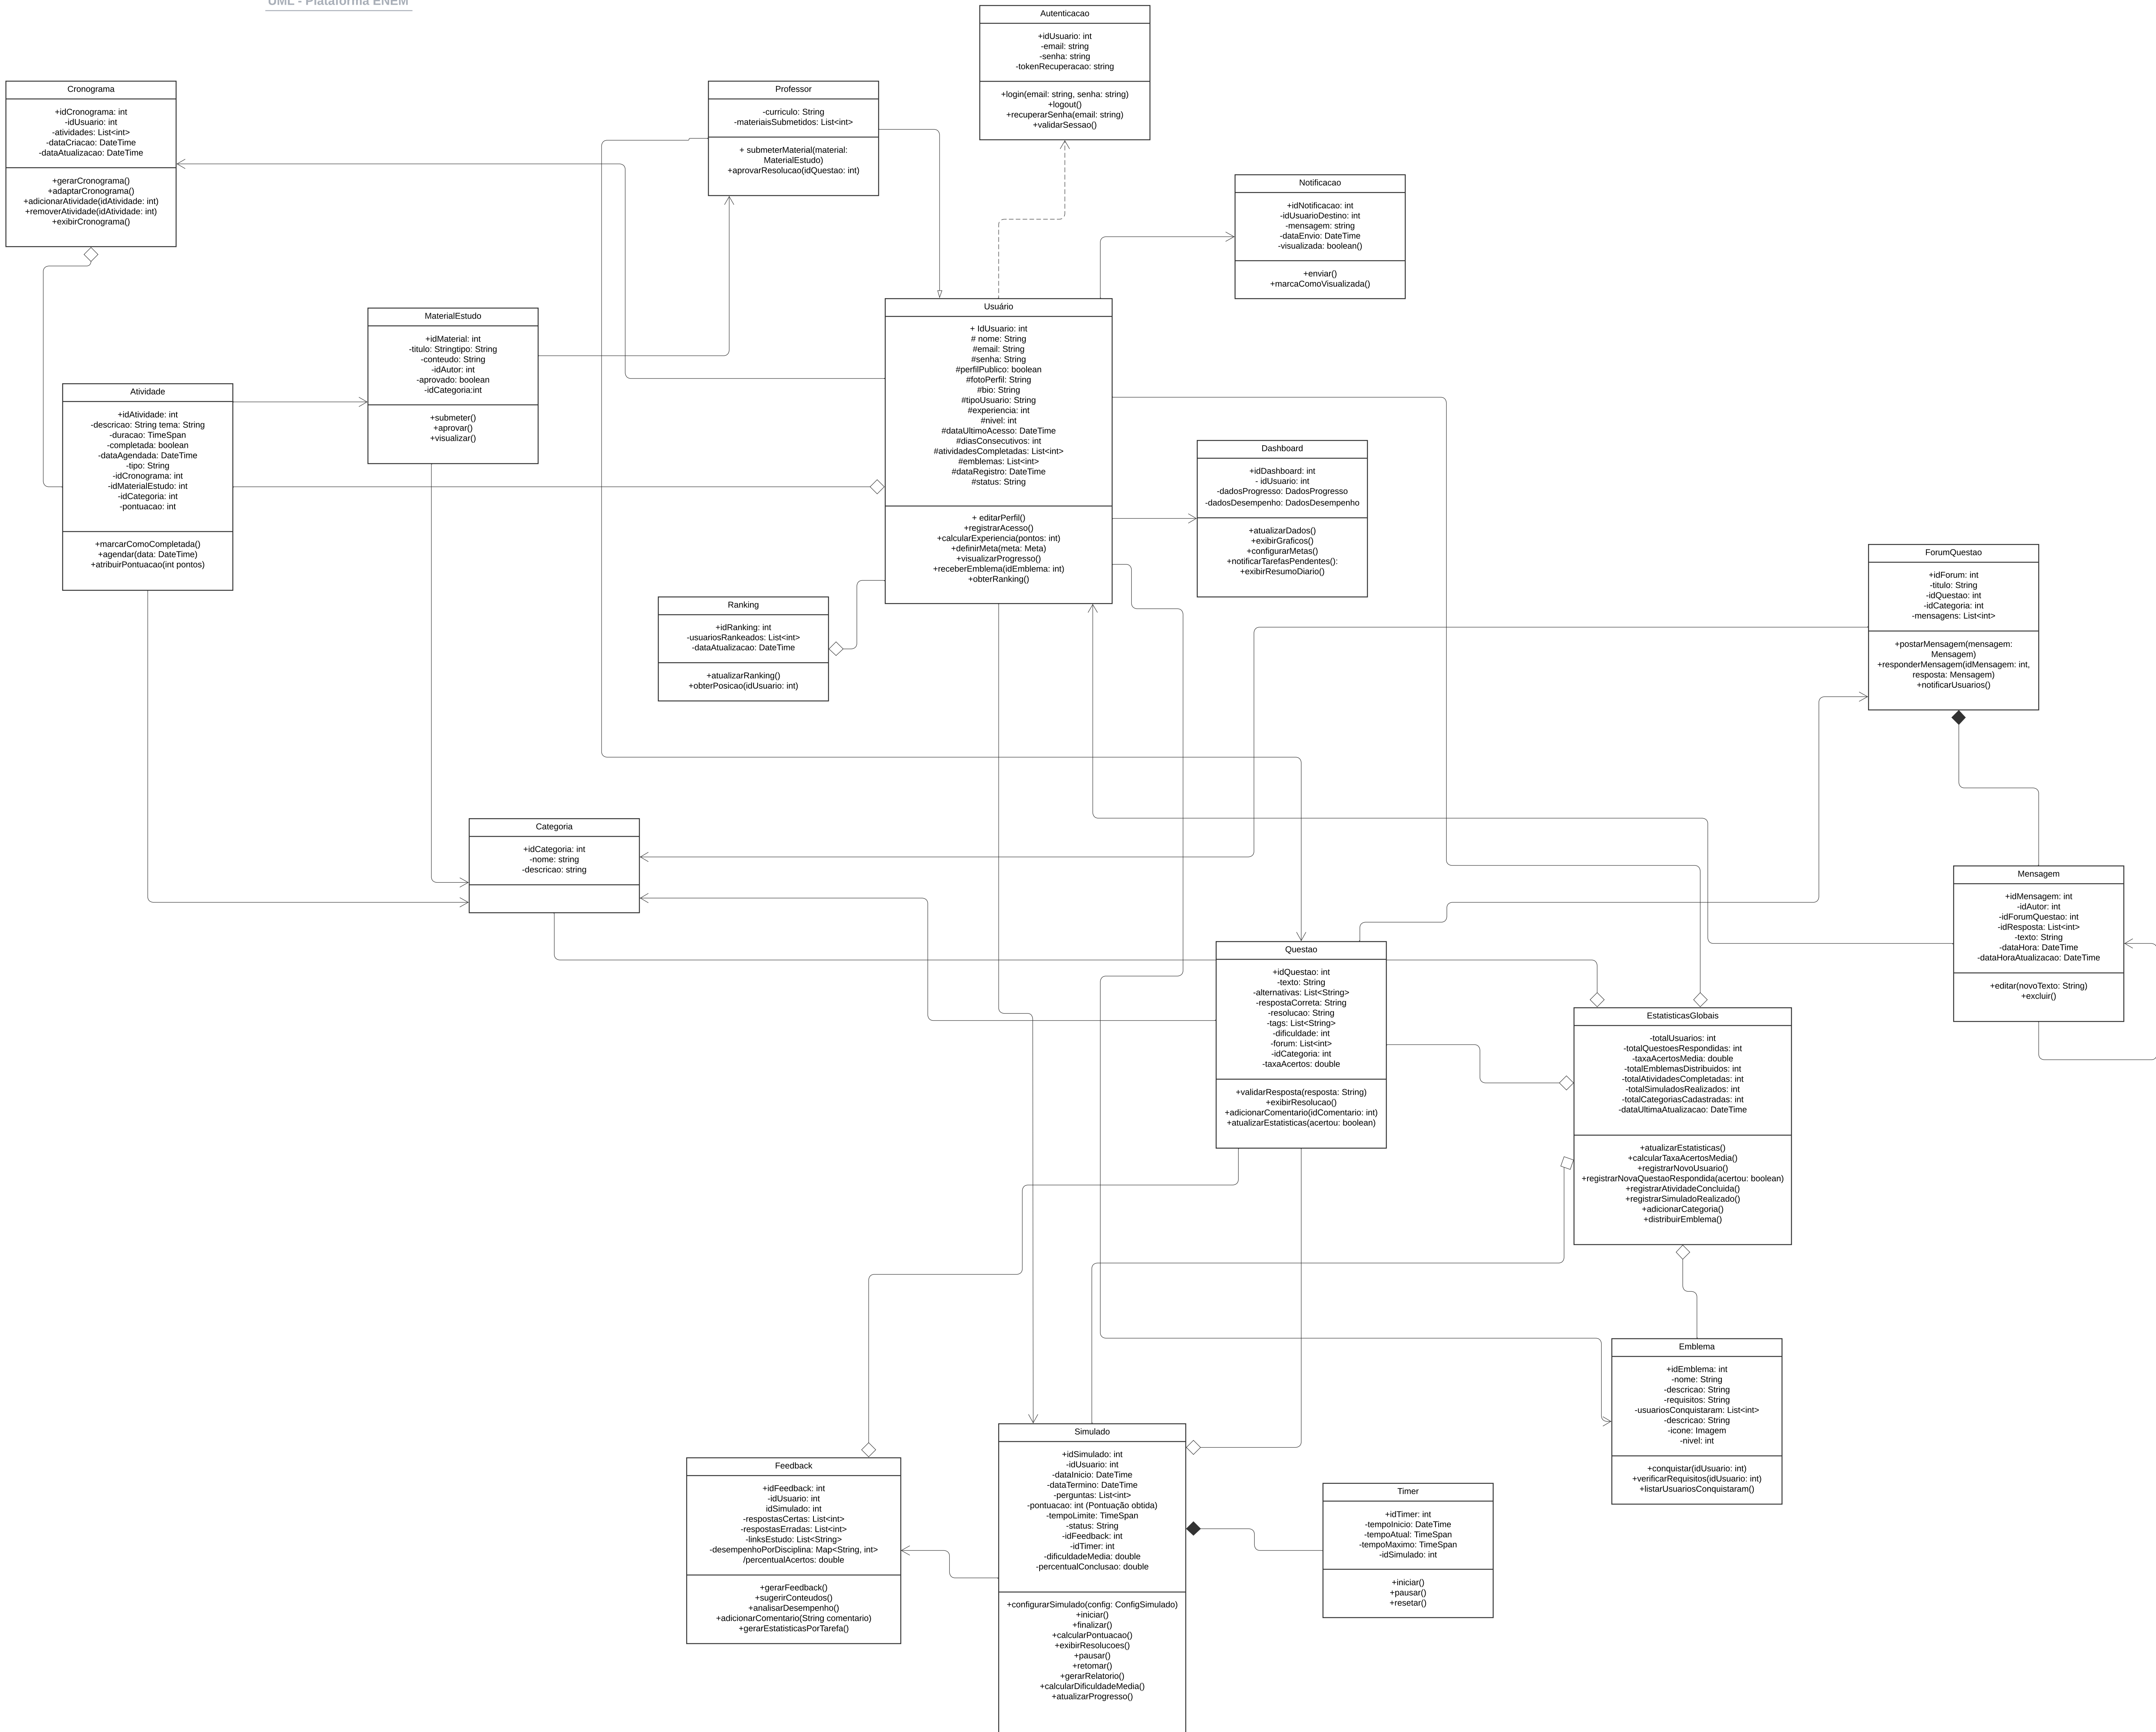 UML - Plataforma ENEM
Autenticacao
+idUsuario: int
-email: string
-senha: string
-tokenRecuperacao: string
+login(email: string, senha: string)
+logout()
+recuperarSenha(email: string)
+validarSessao()
Cronograma
+idCronograma: int
-idUsuario: int
-atividades: List<int>
-dataCriacao: DateTime
-dataAtualizacao: DateTime
+gerarCronograma()
+adaptarCronograma()
+adicionarAtividade(idAtividade: int)
+removerAtividade(idAtividade: int)
+exibirCronograma()
Professor
-curriculo: String
-materiaisSubmetidos: List<int>
+ submeterMaterial(material:
MaterialEstudo)
+aprovarResolucao(idQuestao: int)
Notificacao
+idNotificacao: int
-idUsuarioDestino: int
-mensagem: string
-dataEnvio: DateTime
-visualizada: boolean()
+enviar()
+marcaComoVisualizada()
MaterialEstudo
+idMaterial: int
-titulo: Stringtipo: String
-conteudo: String
-idAutor: int
-aprovado: boolean
-idCategoria:int
+submeter()
+aprovar()
+visualizar()
Usuário
+ IdUsuario: int
# nome: String
#email: String
#senha: String
#perfilPublico: boolean
#fotoPerfil: String
#bio: String
#tipoUsuario: String
#experiencia: int
#nivel: int
#dataUltimoAcesso: DateTime
#diasConsecutivos: int
#atividadesCompletadas: List<int>
#emblemas: List<int>
#dataRegistro: DateTime
#status: String
+ editarPerfil()
+registrarAcesso()
+calcularExperiencia(pontos: int)
+definirMeta(meta: Meta)
+visualizarProgresso()
+receberEmblema(idEmblema: int)
+obterRanking()
Atividade
+idAtividade: int
-descricao: String tema: String
-duracao: TimeSpan
-completada: boolean
-dataAgendada: DateTime
-tipo: String
-idCronograma: int
-idMaterialEstudo: int
-idCategoria: int
-pontuacao: int
+marcarComoCompletada()
+agendar(data: DateTime)
+atribuirPontuacao(int pontos)
Dashboard
+idDashboard: int
- idUsuario: int
-dadosProgresso: DadosProgresso
-dadosDesempenho: DadosDesempenho
+atualizarDados()
+exibirGraficos()
+configurarMetas()
+notificarTarefasPendentes():
+exibirResumoDiario()
ForumQuestao
+idForum: int
-titulo: String
-idQuestao: int
-idCategoria: int
-mensagens: List<int>
+postarMensagem(mensagem:
Mensagem)
+responderMensagem(idMensagem: int,
resposta: Mensagem)
+notificarUsuarios()
Ranking
+idRanking: int
-usuariosRankeados: List<int>
-dataAtualizacao: DateTime
+atualizarRanking()
+obterPosicao(idUsuario: int)
Categoria
+idCategoria: int
-nome: string
-descricao: string
Mensagem
+idMensagem: int
-idAutor: int
-idForumQuestao: int
-idResposta: List<int>
-texto: String
-dataHora: DateTime
-dataHoraAtualizacao: DateTime
+editar(novoTexto: String)
+excluir()
Questao
+idQuestao: int
-texto: String
-alternativas: List<String>
-respostaCorreta: String
-resolucao: String
-tags: List<String>
-dificuldade: int
-forum: List<int>
-idCategoria: int
-taxaAcertos: double
+validarResposta(resposta: String)
+exibirResolucao()
+adicionarComentario(idComentario: int)
+atualizarEstatisticas(acertou: boolean)
EstatisticasGlobais
-totalUsuarios: int
-totalQuestoesRespondidas: int
-taxaAcertosMedia: double
-totalEmblemasDistribuidos: int
-totalAtividadesCompletadas: int
-totalSimuladosRealizados: int
-totalCategoriasCadastradas: int
-dataUltimaAtualizacao: DateTime
+atualizarEstatisticas()
+calcularTaxaAcertosMedia()
+registrarNovoUsuario()
+registrarNovaQuestaoRespondida(acertou: boolean)
+registrarAtividadeConcluida()
+registrarSimuladoRealizado()
+adicionarCategoria()
+distribuirEmblema()
Emblema
+idEmblema: int
-nome: String
-descricao: String
-requisitos: String
-usuariosConquistaram: List<int>
-descricao: String
-icone: Imagem
-nivel: int
+conquistar(idUsuario: int)
+verificarRequisitos(idUsuario: int)
+listarUsuariosConquistaram()
Simulado
+idSimulado: int
-idUsuario: int
-dataInicio: DateTime
-dataTermino: DateTime
-perguntas: List<int>
-pontuacao: int (Pontuação obtida)
-tempoLimite: TimeSpan
-status: String
-idFeedback: int
-idTimer: int
-dificuldadeMedia: double
-percentualConclusao: double
+configurarSimulado(config: ConfigSimulado)
+iniciar()
+finalizar()
+calcularPontuacao()
+exibirResolucoes()
+pausar()
+retomar()
+gerarRelatorio()
+calcularDificuldadeMedia()
+atualizarProgresso()
Feedback
+idFeedback: int
-idUsuario: int
idSimulado: int
-respostasCertas: List<int>
-respostasErradas: List<int>
-linksEstudo: List<String>
-desempenhoPorDisciplina: Map<String, int>
/percentualAcertos: double
+gerarFeedback()
+sugerirConteudos()
+analisarDesempenho()
+adicionarComentario(String comentario)
+gerarEstatisticasPorTarefa()
Timer
+idTimer: int
-tempoInicio: DateTime
-tempoAtual: TimeSpan
-tempoMaximo: TimeSpan
-idSimulado: int
+iniciar()
+pausar()
+resetar()